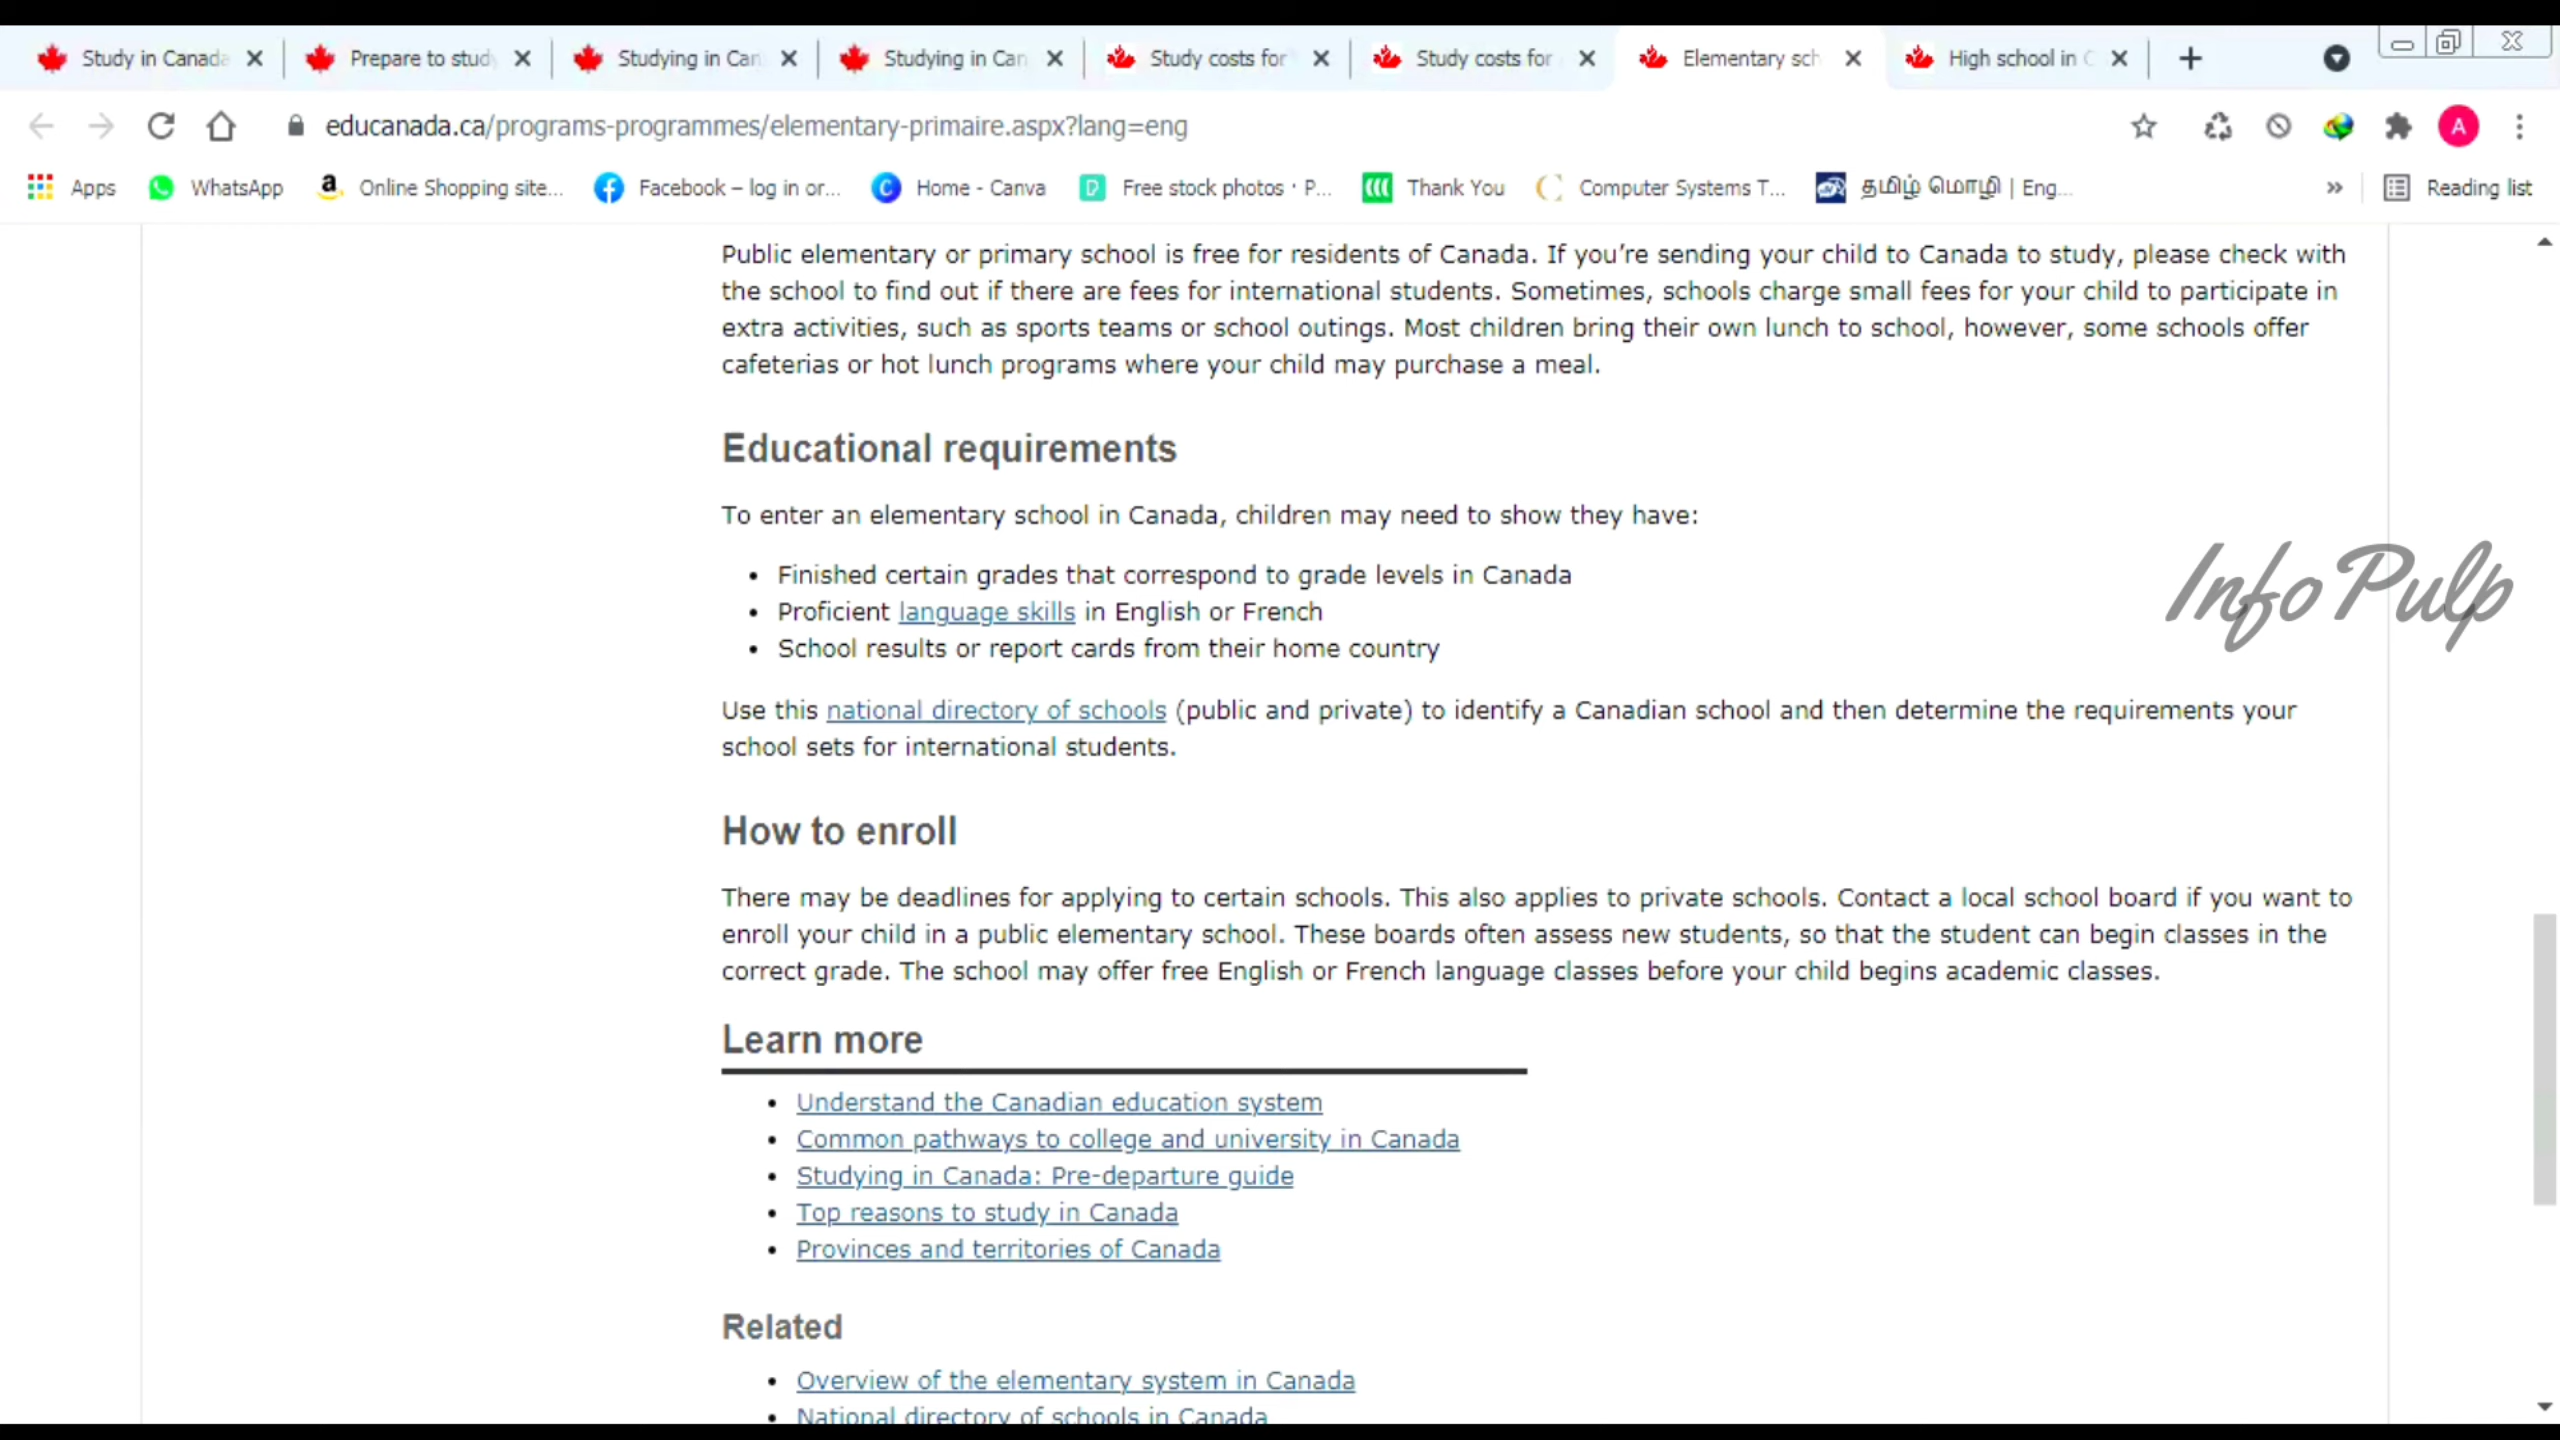 Study in Canada
Prepare to stud
Studying in Can
Studying in Can
Study costs for
Study costs for
Elementary sch
High school in C
educanada.ca/programs-programmes/elementary-primaire.aspx?lang=eng
A
Apps
WhatsApp
Online Shopping site...
Facebook – log in or...
Home - Canva
Free stock photos · P...
Thank You
Computer Systems T...
தமிழ் மொழி | Eng...
»
Reading list
Public elementary or primary school is free for residents of Canada. If you’re sending your child to Canada to study, please check with
the school to find out if there are fees for international students. Sometimes, schools charge small fees for your child to participate in
extra activities, such as sports teams or school outings. Most children bring their own lunch to school, however, some schools offer
cafeterias or hot lunch programs where your child may purchase a meal.
Educational requirements
To enter an elementary school in Canada, children may need to show they have:
• Finished certain grades that correspond to grade levels in Canada
• Proficient language skills in English or French
• School results or report cards from their home country
Info Pulp
Use this national directory of schools (public and private) to identify a Canadian school and then determine the requirements your
school sets for international students.
How to enroll
There may be deadlines for applying to certain schools. This also applies to private schools. Contact a local school board if you want to
enroll your child in a public elementary school. These boards often assess new students, so that the student can begin classes in the
correct grade. The school may offer free English or French language classes before your child begins academic classes.
Learn more
• Understand the Canadian education system
• Common pathways to college and university in Canada
• Studying in Canada: Pre-departure guide
• Top reasons to study in Canada
• Provinces and territories of Canada
Related
• Overview of the elementary system in Canada
• National directory of schools in Canada